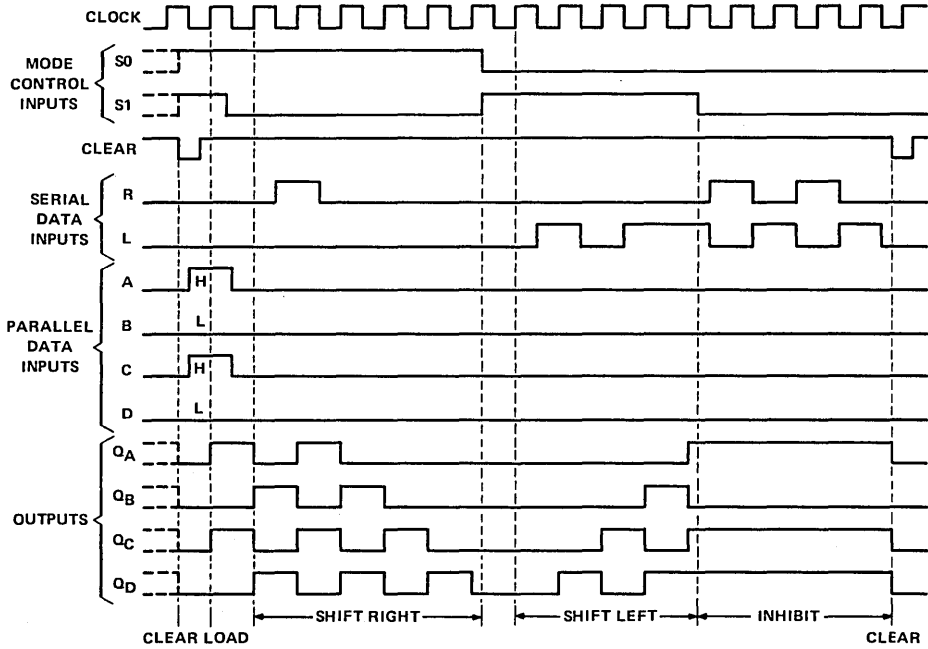 CLOCK
MODE
CONTROL
INPUTS
S0
S1
CLEAR
SERIAL
DATA
INPUTS
R
L
PARALLEL
DATA
INPUTS
A
H
B
L
C
H
D
L
OUTPUTS
QA
QB
QC
QD
SHIFT RIGHT
SHIFT LEFT
INHIBIT
CLEAR LOAD
CLEAR